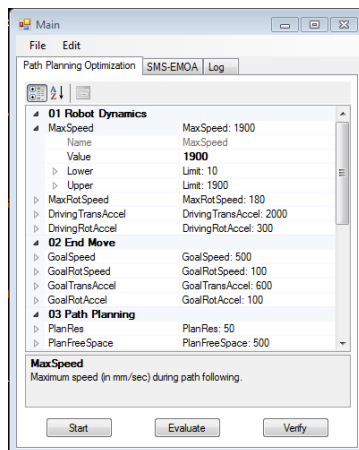 Main
File Edit
Path Planning Optimization SMS-EMOA Log
01 Robot Dynamics
MaxSpeed MaxSpeed: 1900
Name MaxSpeed
Value 1900
Lower Limit: 10
Upper Limit: 1900
MaxRotSpeed MaxRotSpeed: 180
DrivingTransAccel DrivingTransAccel: 2000
DrivingRotAccel DrivingRotAccel: 300
02 End Move
GoalSpeed GoalSpeed: 500
GoalRotSpeed GoalRotSpeed: 100
GoalTransAccel GoalTransAccel: 600
GoalRotAccel GoalRotAccel: 100
03 Path Planning
PlanRes PlanRes: 50
PlanFreeSpace PlanFreeSpace: 500
MaxSpeed
Maximum speed (in mm/sec) during path following.
Start Evaluate Verify